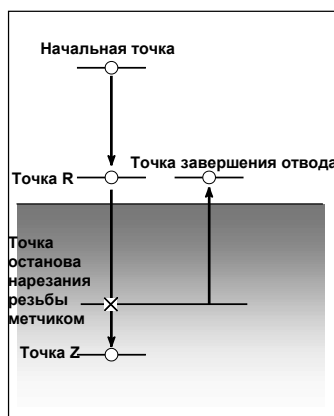 Начальная точка
Точка завершения отвода
Точка R
Точка
останова
нарезания
резьбы
метчиком
Точка Z